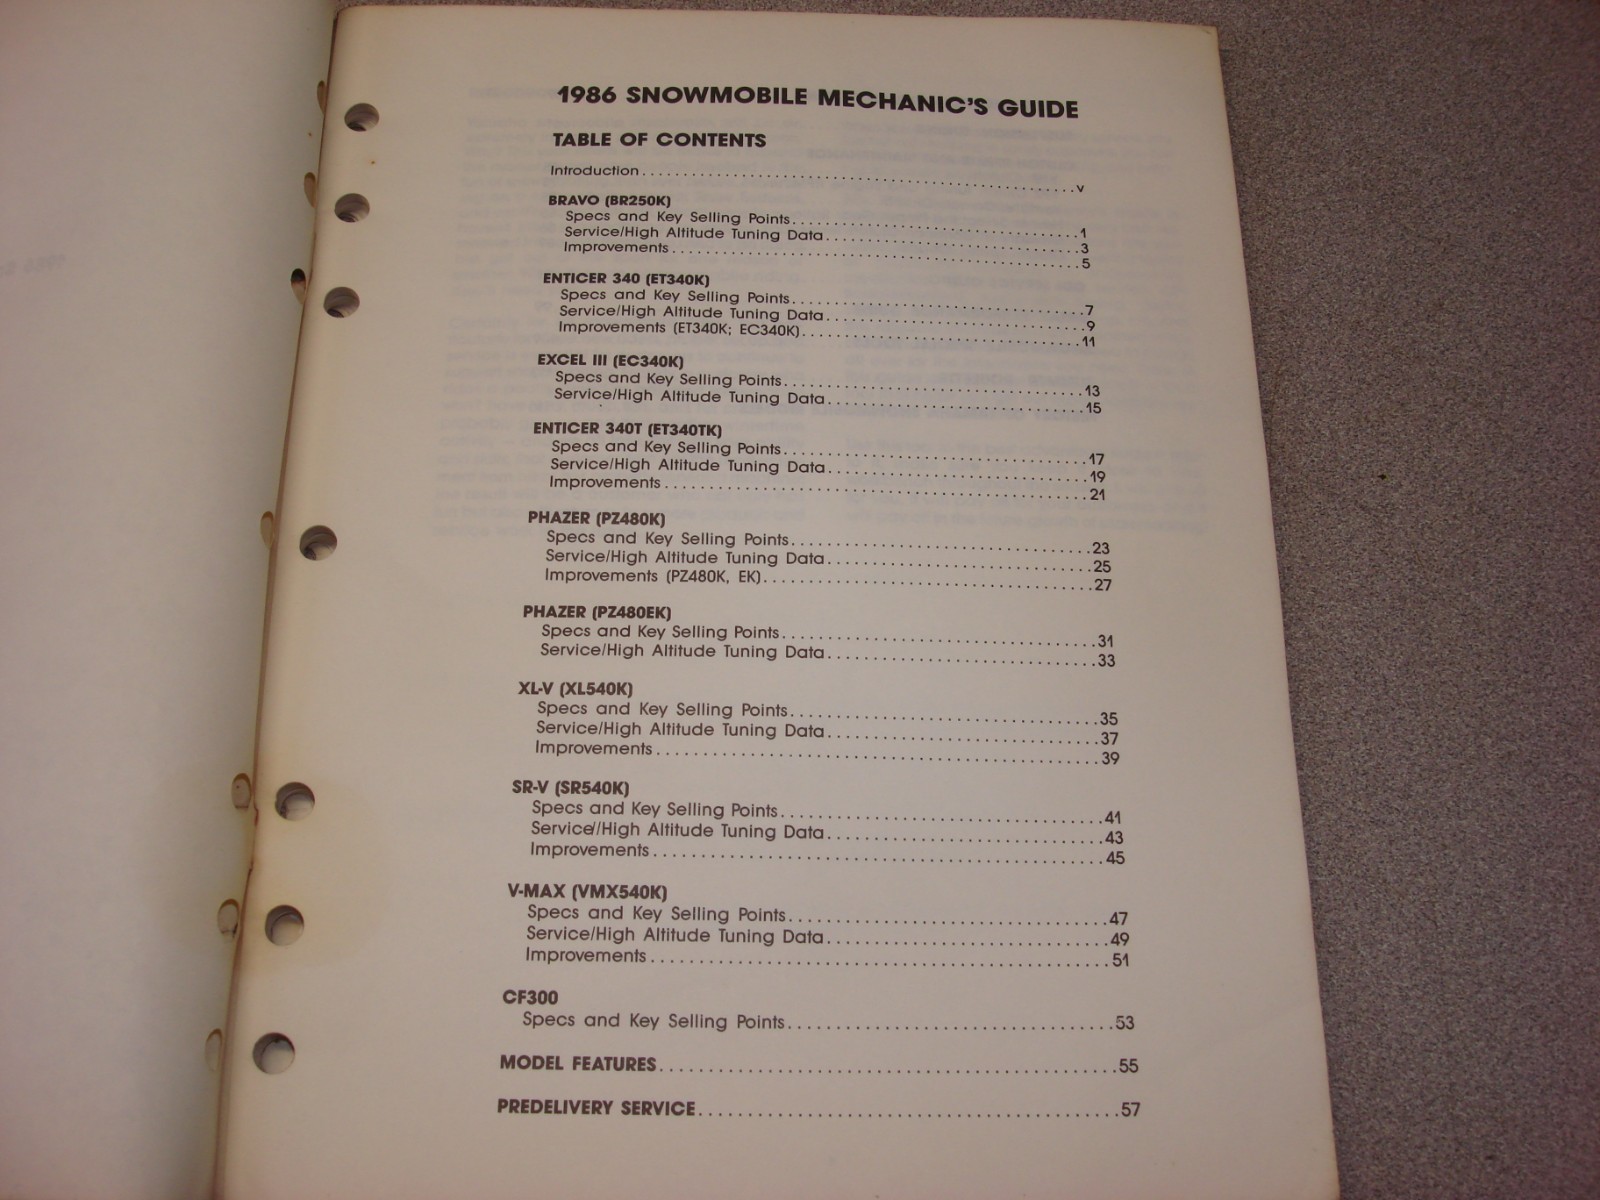 1986 SNOWMOBILE MECHANIC'S GUIDE
TABLE OF CONTENTS
Introduction v
BRAVO (BR250K)
Specs and Key Selling Points 1
Service/High Altitude Tuning Data 3
Improvements 5
ENTICER 340 (ET340K)
Specs and Key Selling Points 7
Service/High Altitude Tuning Data 9
Improvements (ET340K; EC340K) 11
EXCEL III (EC340K)
Specs and Key Selling Points 13
Service/High Altitude Tuning Data 15
ENTICER 340T (ET340TK)
Specs and Key Selling Points 17
Service/High Altitude Tuning Data 19
Improvements 21
PHAZER (PZ480K)
Specs and Key Selling Points 23
Service/High Altitude Tuning Data 25
Improvements (PZ480K, EK) 27
PHAZER (PZ480EK)
Specs and Key Selling Points 31
Service/High Altitude Tuning Data 33
XL-V (XL540K)
Specs and Key Selling Points 35
Service/High Altitude Tuning Data 37
Improvements 39
SR-V (SR540K)
Specs and Key Selling Points 41
Service//High Altitude Tuning Data 43
Improvements 45
V-MAX (VMX540K)
Specs and Key Selling Points 47
Service/High Altitude Tuning Data 49
Improvements 51
CF300
Specs and Key Selling Points 53
MODEL FEATURES 55
PREDELIVERY SERVICE 57